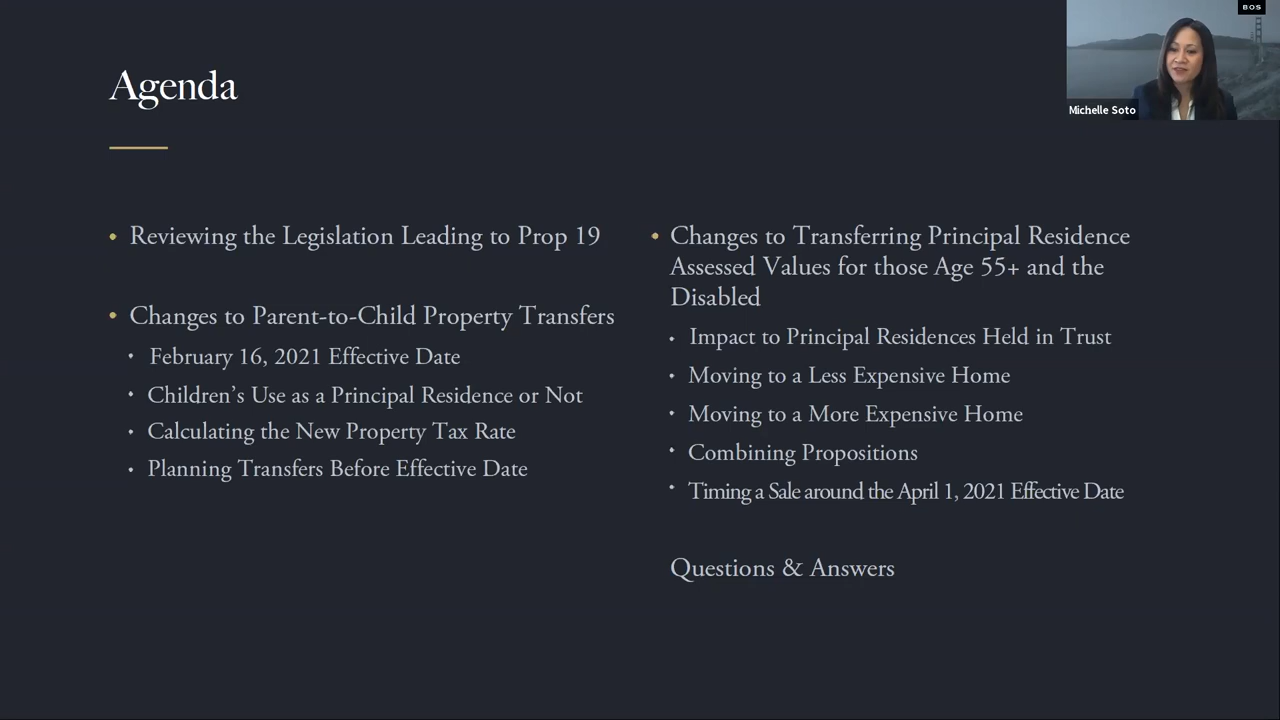 Agenda
Reviewing the Legislation Leading to Prop 19
Changes to Parent-to-Child Property Transfers
February 16, 2021 Effective Date
Children’s Use as a Principal Residence or Not
Calculating the New Property Tax Rate
Planning Transfers Before Effective Date
Changes to Transferring Principal Residence
Assessed Values for those Age 55+ and the
Disabled
Impact to Principal Residences Held in Trust
Moving to a Less Expensive Home
Moving to a More Expensive Home
Combining Propositions
Timing a Sale around the April 1, 2021 Effective Date
Questions & Answers
BOS
Michelle Soto